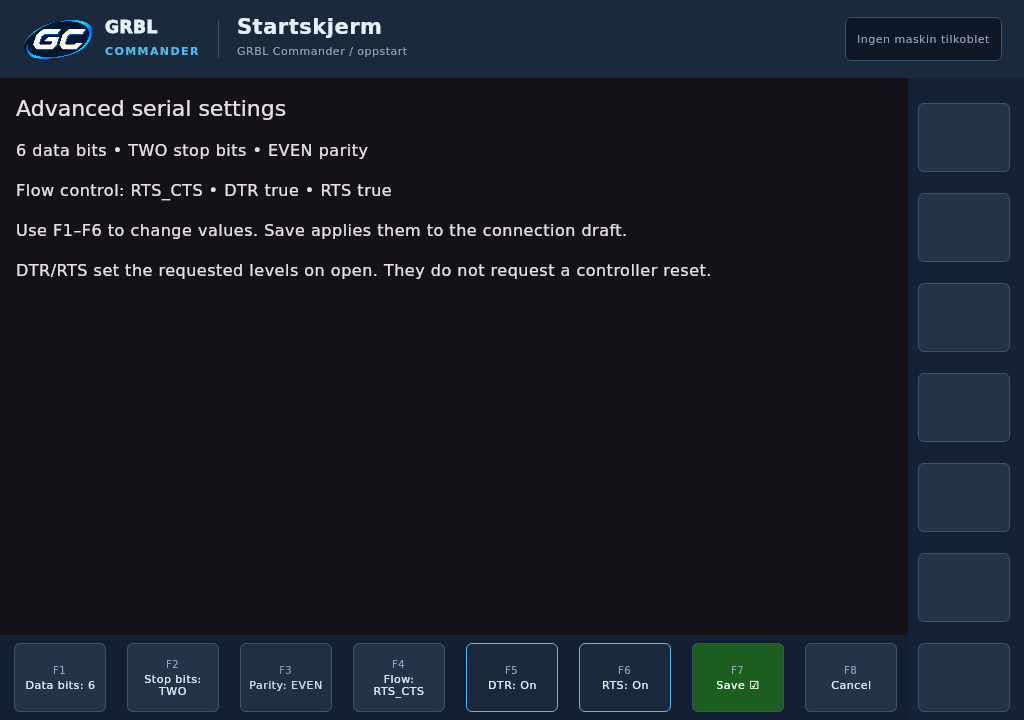 GC
GRBL
COMMANDER
Startskjerm
GRBL Commander / oppstart
Ingen maskin tilkoblet
Advanced serial settings
6 data bits • TWO stop bits • EVEN parity
Flow control: RTS_CTS • DTR true • RTS true
Use F1–F6 to change values. Save applies them to the connection draft.
DTR/RTS set the requested levels on open. They do not request a controller reset.
F1
Data bits: 6
F2
Stop bits:
TWO
F3
Parity: EVEN
F4
Flow:
RTS_CTS
F5
DTR: On
F6
RTS: On
F7
Save ☑
F8
Cancel